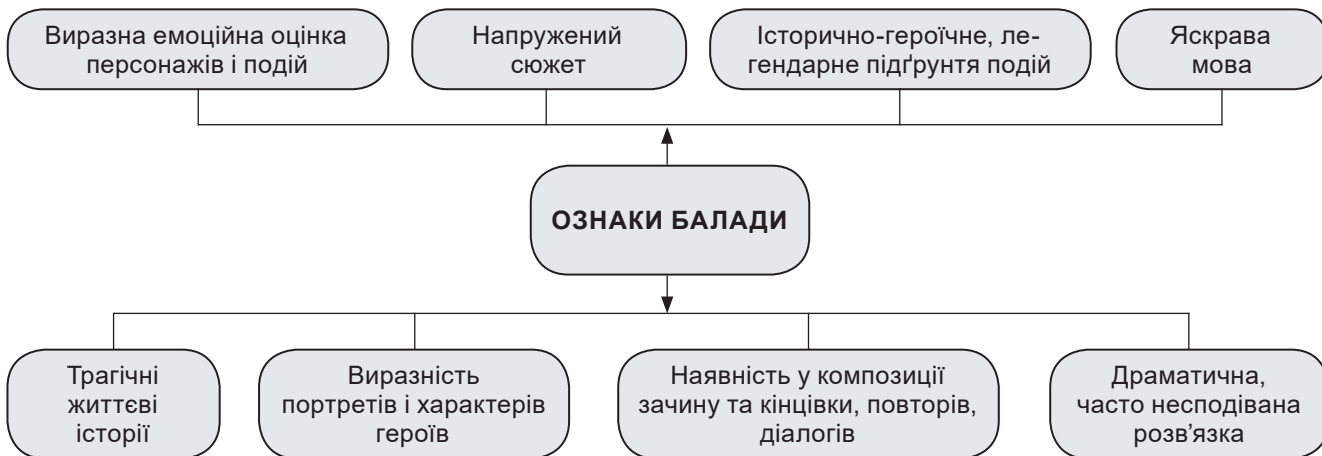 Виразна емоційна оцінка
персонажів і подій
Напружений
сюжет
Історично-героїчне, ле-
гендарне підґрунтя подій
Яскрава
мова
ОЗНАКИ БАЛАДИ
Трагічні
життєві
історії
Виразність
портретів і характерів
героїв
Наявність у композиції
зачину та кінцівки, повторів,
діалогів
Драматична,
часто несподівана
розв'язка